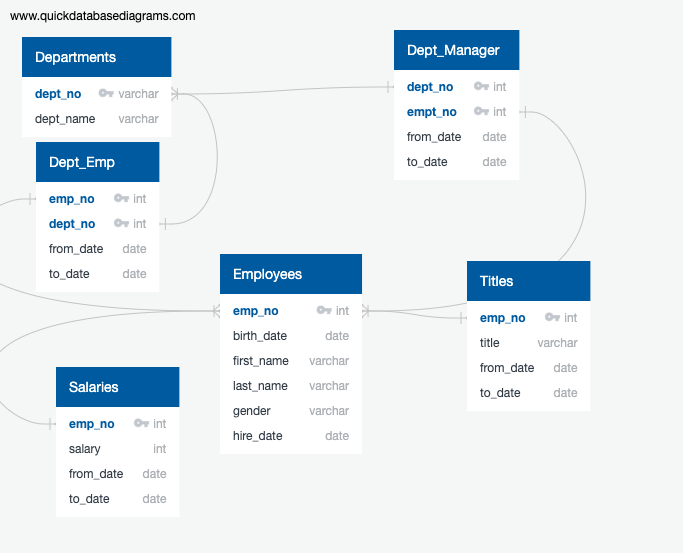 www.quickdatabasediagrams.com
Departments
dept_no varchar
dept_name varchar
Dept_Manager
dept_no int
empt_no int
from_date date
to_date date
Dept_Emp
emp_no int
dept_no int
from_date date
to_date date
Employees
emp_no int
birth_date date
first_name varchar
last_name varchar
gender varchar
hire_date date
Titles
emp_no int
title varchar
from_date date
to_date date
Salaries
emp_no int
salary int
from_date date
to_date date